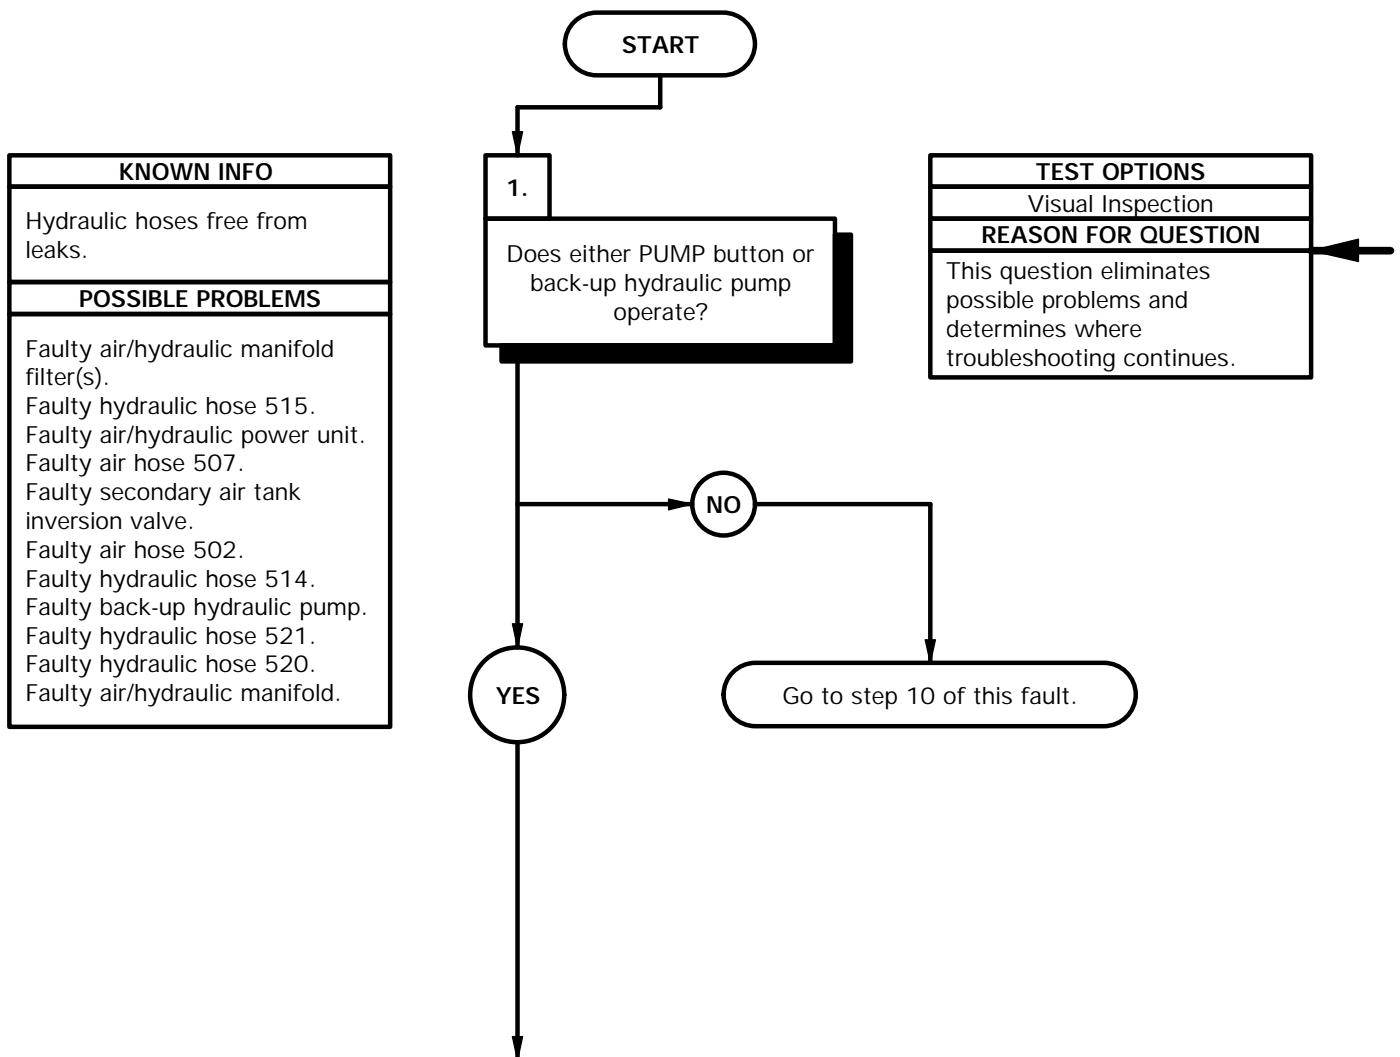 START
KNOWN INFO
Hydraulic hoses free from
leaks.
POSSIBLE PROBLEMS
Faulty air/hydraulic manifold
filter(s).
Faulty hydraulic hose 515.
Faulty air/hydraulic power unit.
Faulty air hose 507.
Faulty secondary air tank
inversion valve.
Faulty air hose 502.
Faulty hydraulic hose 514.
Faulty back-up hydraulic pump.
Faulty hydraulic hose 521.
Faulty hydraulic hose 520.
Faulty air/hydraulic manifold.
1.
Does either PUMP button or
back-up hydraulic pump
operate?
TEST OPTIONS
Visual Inspection
REASON FOR QUESTION
This question eliminates
possible problems and
determines where
troubleshooting continues.
NO
YES
Go to step 10 of this fault.